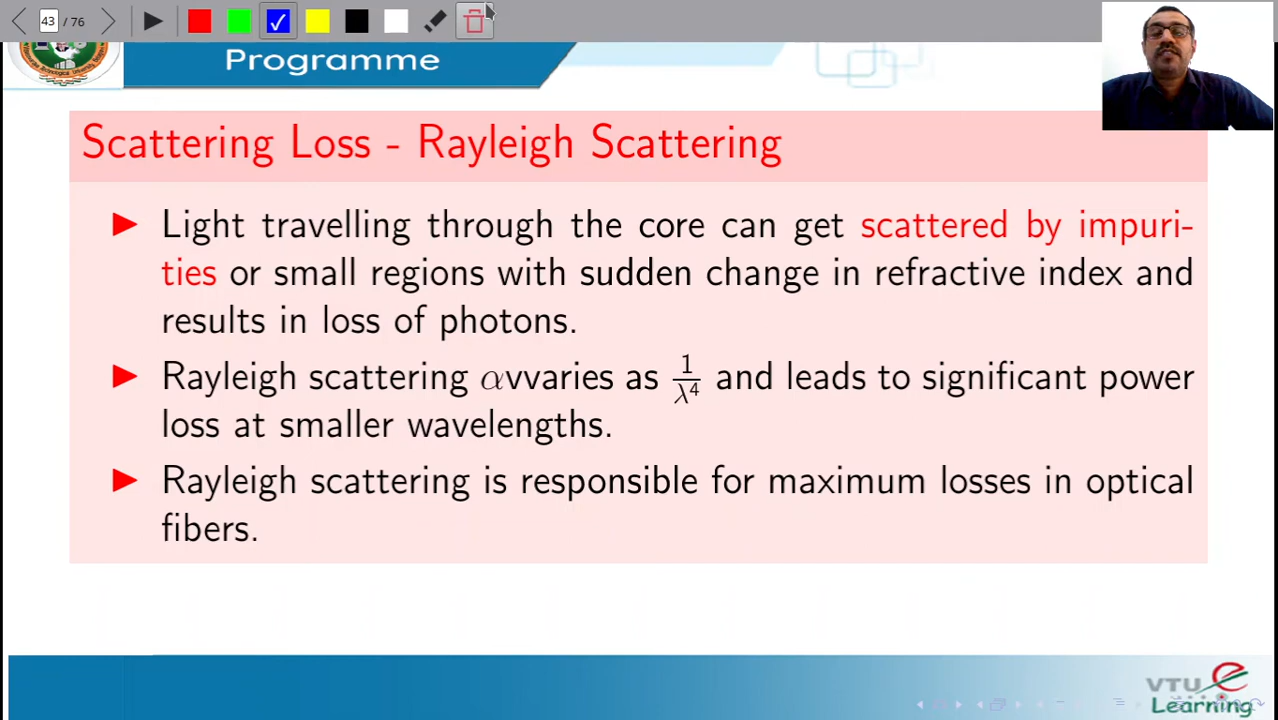 43 / 76
Programme
Scattering Loss - Rayleigh Scattering
Light travelling through the core can get scattered by impuri-
ties or small regions with sudden change in refractive index and
results in loss of photons.
Rayleigh scattering αvvaries as 1/λ⁴ and leads to significant power
loss at smaller wavelengths.
Rayleigh scattering is responsible for maximum losses in optical
fibers.
VTU e
Learning